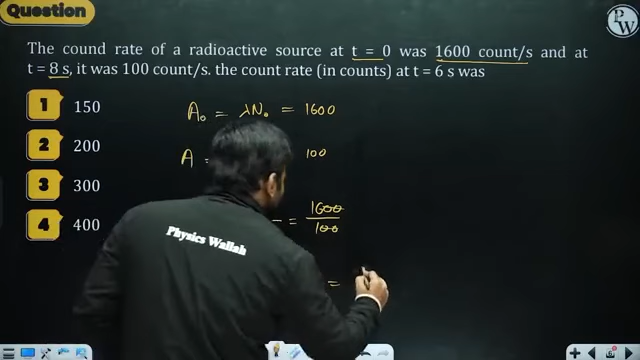 Question
PW
The cound rate of a radioactive source at t = 0 was 1600 count/s and at
t = 8 s, it was 100 count/s. the count rate (in counts) at t = 6 s was
1 150
2 200
3 300
4 400
A₀ = λN₀ = 1600
A = 100
= 1600/100
=
Physics Wallah